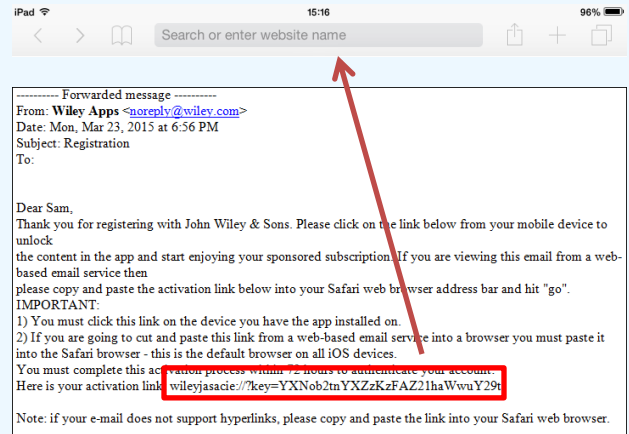 iPad 15:16 96%
Search or enter website name
---------- Forwarded message ----------
From: Wiley Apps <noreply@wiley.com>
Date: Mon, Mar 23, 2015 at 6:56 PM
Subject: Registration
To:
Dear Sam,
Thank you for registering with John Wiley & Sons. Please click on the link below from your mobile device to
unlock
the content in the app and start enjoying your sponsored subscription. If you are viewing this email from a web-
based email service then
please copy and paste the activation link below into your Safari web browser address bar and hit "go".
IMPORTANT:
1) You must click this link on the device you have the app installed on.
2) If you are going to cut and paste this link from a web-based email service into a browser you must paste it
into the Safari browser - this is the default browser on all iOS devices.
You must complete this activation process within 72 hours to authenticate your account.
Here is your activation link: wileyjasacie://?key=YXNob2tnYXZzKzFAZ21haWwuY29t
Note: if your e-mail does not support hyperlinks, please copy and paste the link into your Safari web browser.